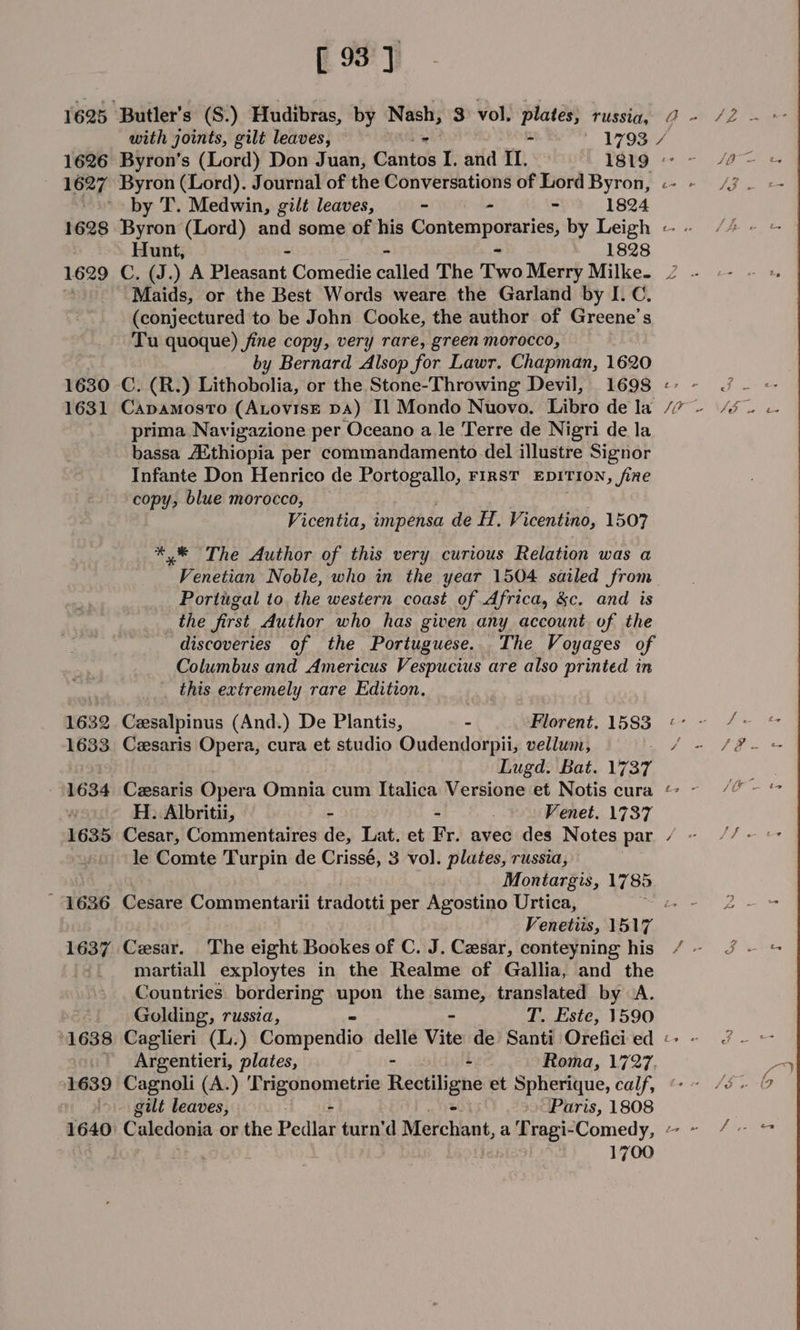 [ 93 ]
1625 Butler's (S.) Hudibras, by Nash, 3 vol. plates, russia,
with joints, gilt leaves, - - 1793
1626 Byron's (Lord) Don Juan, Cantos I. and II. 1819
1627 Byron (Lord). Journal of the Conversations of Lord Byron,
by T. Medwin, gilt leaves, - - - 1824
1628 Byron (Lord) and some of his Contemporaries, by Leigh
Hunt, - - - 1828
1629 C. (J.) A Pleasant Comedie called The Two Merry Milke-
Maids, or the Best Words weare the Garland by I. C.
(conjectured to be John Cooke, the author of Greene's
Tu quoque) fine copy, very rare, green morocco,
by Bernard Alsop for Lawr. Chapman, 1620
1630 C. (R.) Lithobolia, or the Stone-Throwing Devil, 1698
1631 Cadamosto (Alovise da) Il Mondo Nuovo. Libro de la
prima Navigazione per Oceano a le Terre de Nigri de la
bassa Æthiopia per commandamento del illustre Signor
Infante Don Henrico de Portogallo, first edition, fine
copy, blue morocco,
Vicentia, impensa de H. Vicentino, 1507
*** The Author of this very curious Relation was a
Venetian Noble, who in the year 1504 sailed from
Portugal to the western coast of Africa, &c. and is
the first Author who has given any account of the
discoveries of the Portuguese. The Voyages of
Columbus and Americus Vespucius are also printed in
this extremely rare Edition.
1632 Cæsalpinus (And.) De Plantis, - Florent. 1583
1633 Cæsaris Opera, cura et studio Oudendorpii, vellum,
Lugd. Bat. 1737
1634 Cæsaris Opera Omnia cum Italica Versione et Notis cura
H. Albritii, - - Venet. 1737
1635 Cesar, Commentaires de, Lat. et Fr. avec des Notes par
le Comte Turpin de Crissé, 3 vol. plates, russia,
Montargis, 1785
1636 Cesare Commentarii tradotti per Agostino Urtica,
Venetiis, 1517
1637 Cæsar. The eight Bookes of C. J. Cæsar, conteyning his
martiall exploytes in the Realme of Gallia, and the
Countries bordering upon the same, translated by A.
Golding, russia, - - T. Este, 1590
1638 Caglieri (L.) Compendio delle Vite de Santi Orefici ed
Argentieri, plates, - - Roma, 1727
1639 Cagnoli (A.) Trigonometrie Rectiligne et Spherique, calf,
gilt leaves, - - Paris, 1808
1640 Caledonia or the Pedlar turn'd Merchant, a Tragi-Comedy,
1700